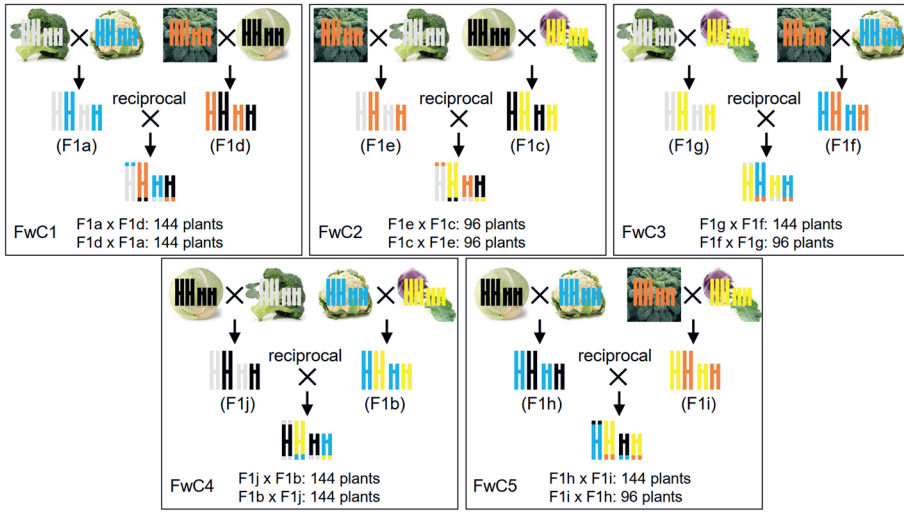 reciprocal
(F1a)
(F1d)
FwC1
F1a x F1d: 144 plants
F1d x F1a: 144 plants
reciprocal
(F1e)
(F1c)
FwC2
F1e x F1c: 96 plants
F1c x F1e: 96 plants
reciprocal
(F1g)
(F1f)
FwC3
F1g x F1f: 144 plants
F1f x F1g: 96 plants
reciprocal
(F1j)
(F1b)
FwC4
F1j x F1b: 144 plants
F1b x F1j: 144 plants
reciprocal
(F1h)
(F1i)
FwC5
F1h x F1i: 144 plants
F1i x F1h: 96 plants